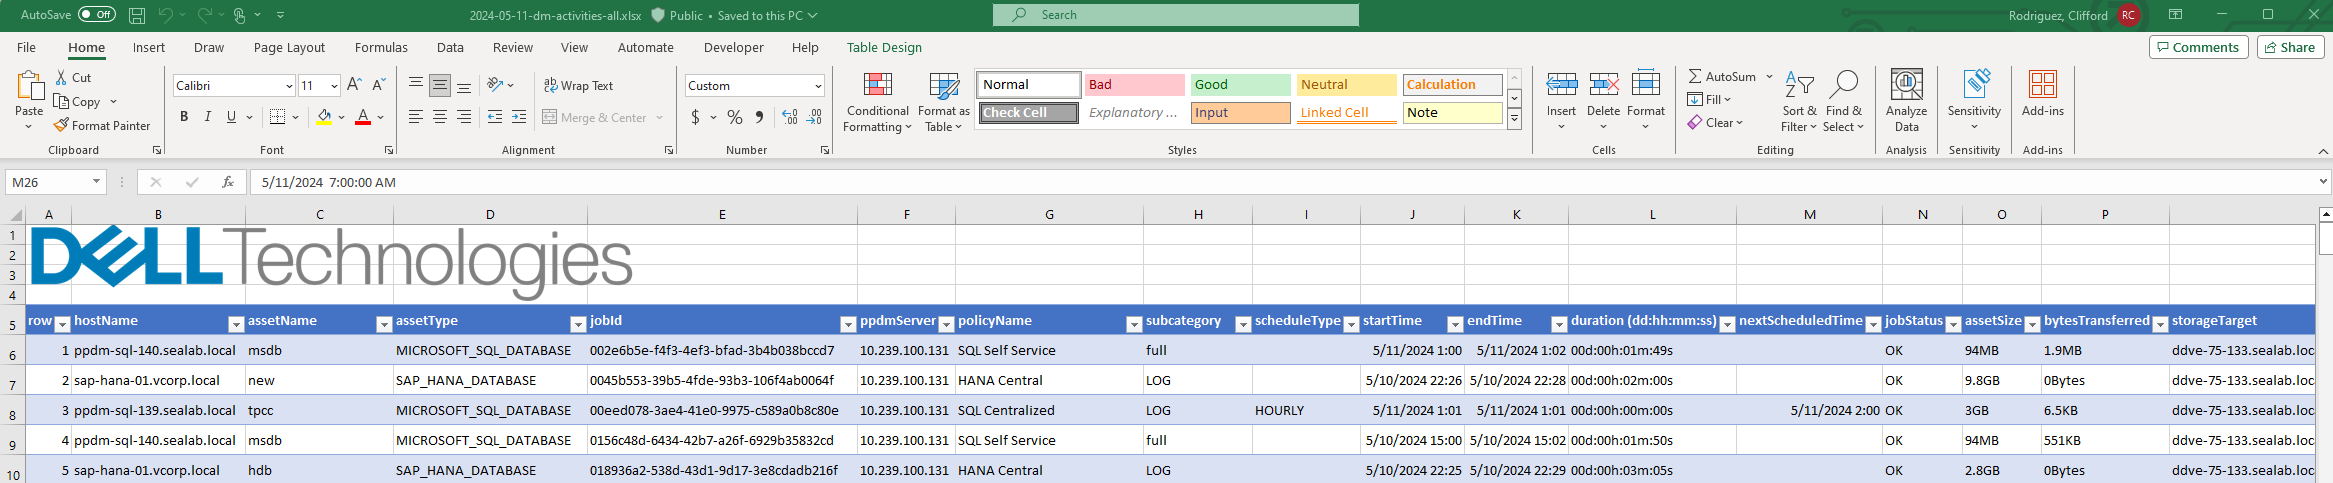 AutoSave Off 2024-05-11-dm-activities-all.xlsx Public • Saved to this PC Search Rodriguez, Clifford RC
File Home Insert Draw Page Layout Formulas Data Review View Automate Developer Help Table Design Comments Share
Paste Cut Copy Format Painter Clipboard
Calibri 11 B I U Font
Wrap Text Merge & Center Alignment
Custom $ % Number
Conditional Formatting Format as Table
Normal Bad Good Neutral Calculation
Check Cell Explanatory ... Input Linked Cell Note
Styles
Insert Delete Format Cells
AutoSum Fill Clear Sort & Filter Find & Select Editing
Analyze Data Analysis
Sensitivity Sensitivity
Add-ins Add-ins
M26 fx 5/11/2024 7:00:00 AM
A B C D E F G H I J K L M N O P
1
2
3
4
DELL Technologies
5 row hostName assetName assetType jobId ppdmServer policyName subcategory scheduleType startTime endTime duration (dd:hh:mm:ss) nextScheduledTime jobStatus assetSize bytesTransferred storageTarget
6 1 ppdm-sql-140.sealab.local msdb MICROSOFT_SQL_DATABASE 002e6b5e-f4f3-4ef3-bfad-3b4b038bccd7 10.239.100.131 SQL Self Service full 5/11/2024 1:00 5/11/2024 1:02 00d:00h:01m:49s OK 94MB 1.9MB ddve-75-133.sealab.loc
7 2 sap-hana-01.vcorp.local new SAP_HANA_DATABASE 0045b553-39b5-4fde-93b3-106f4ab0064f 10.239.100.131 HANA Central LOG 5/10/2024 22:26 5/10/2024 22:28 00d:00h:02m:00s OK 9.8GB 0Bytes ddve-75-133.sealab.loc
8 3 ppdm-sql-139.sealab.local tpcc MICROSOFT_SQL_DATABASE 00eed078-3ae4-41e0-9975-c589a0b8c80e 10.239.100.131 SQL Centralized LOG HOURLY 5/11/2024 1:01 5/11/2024 1:01 00d:00h:00m:00s 5/11/2024 2:00 OK 3GB 6.5KB ddve-75-133.sealab.loc
9 4 ppdm-sql-140.sealab.local msdb MICROSOFT_SQL_DATABASE 0156c48d-6434-42b7-a26f-6929b35832cd 10.239.100.131 SQL Self Service full 5/10/2024 15:00 5/10/2024 15:02 00d:00h:01m:50s OK 94MB 551KB ddve-75-133.sealab.loc
10 5 sap-hana-01.vcorp.local hdb SAP_HANA_DATABASE 018936a2-538d-43d1-9d17-3e8cdadb216f 10.239.100.131 HANA Central LOG 5/10/2024 22:25 5/10/2024 22:29 00d:00h:03m:05s OK 2.8GB 0Bytes ddve-75-133.sealab.loc